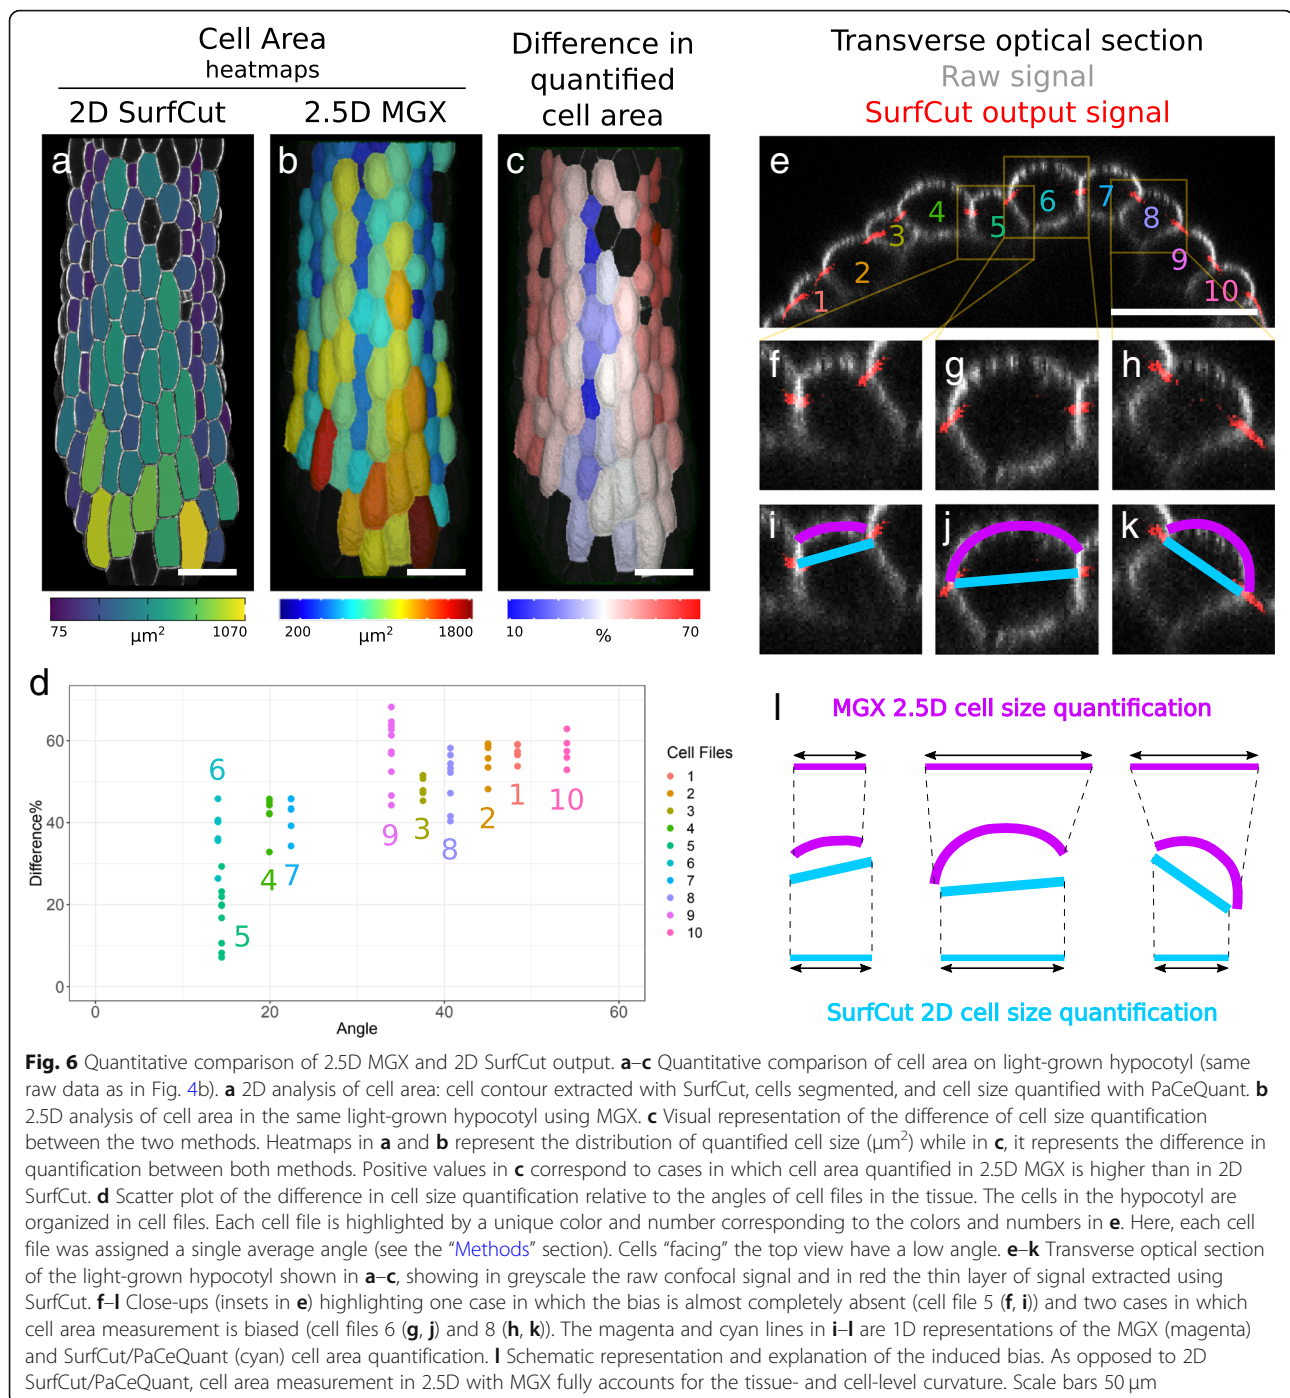 Cell Area
heatmaps
2D SurfCut
2.5D MGX
Difference in
quantified
cell area
Transverse optical section
Raw signal
SurfCut output signal
a
b
c
e
1
2
3
4
5
6
7
8
9
10
f
g
h
i
j
k
75
µm²
1070
200
µm²
1800
10
%
70
d
Difference%
60
40
20
0
0
20
40
60
Angle
6
5
4
7
9
3
8
2
1
10
Cell Files
1
2
3
4
5
6
7
8
9
10
l
MGX 2.5D cell size quantification
SurfCut 2D cell size quantification
Fig. 6 Quantitative comparison of 2.5D MGX and 2D SurfCut output. a–c Quantitative comparison of cell area on light-grown hypocotyl (same
raw data as in Fig. 4b). a 2D analysis of cell area: cell contour extracted with SurfCut, cells segmented, and cell size quantified with PaCeQuant. b
2.5D analysis of cell area in the same light-grown hypocotyl using MGX. c Visual representation of the difference of cell size quantification
between the two methods. Heatmaps in a and b represent the distribution of quantified cell size (µm²) while in c, it represents the difference in
quantification between both methods. Positive values in c correspond to cases in which cell area quantified in 2.5D MGX is higher than in 2D
SurfCut. d Scatter plot of the difference in cell size quantification relative to the angles of cell files in the tissue. The cells in the hypocotyl are
organized in cell files. Each cell file is highlighted by a unique color and number corresponding to the colors and numbers in e. Here, each cell
file was assigned a single average angle (see the “Methods” section). Cells “facing” the top view have a low angle. e–k Transverse optical section
of the light-grown hypocotyl shown in a–c, showing in greyscale the raw confocal signal and in red the thin layer of signal extracted using
SurfCut. f–l Close-ups (insets in e) highlighting one case in which the bias is almost completely absent (cell file 5 (f, i)) and two cases in which
cell area measurement is biased (cell files 6 (g, j) and 8 (h, k)). The magenta and cyan lines in i–l are 1D representations of the MGX (magenta)
and SurfCut/PaCeQuant (cyan) cell area quantification. l Schematic representation and explanation of the induced bias. As opposed to 2D
SurfCut/PaCeQuant, cell area measurement in 2.5D with MGX fully accounts for the tissue- and cell-level curvature. Scale bars 50 µm